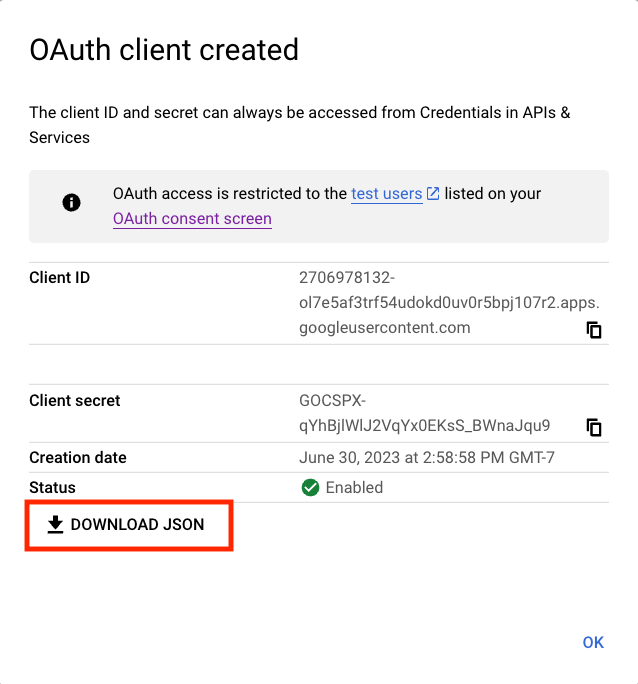 OAuth client created
The client ID and secret can always be accessed from Credentials in APIs &
Services
OAuth access is restricted to the test users listed on your
OAuth consent screen
Client ID
2706978132-
ol7e5af3trf54udokd0uv0r5bpj107r2.apps.
googleusercontent.com
Client secret
GOCSPX-
qYhBjlWlJ2VqYx0EKsS_BWnaJqu9
Creation date
June 30, 2023 at 2:58:58 PM GMT-7
Status
Enabled
DOWNLOAD JSON
OK